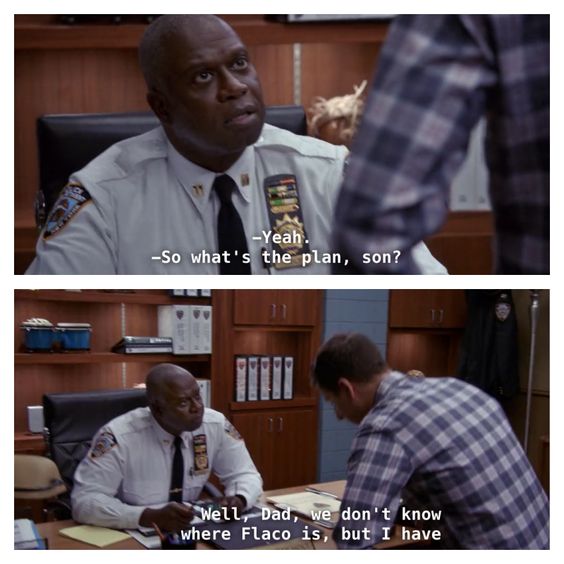 -Yeah.
-So what's the plan, son?
Well, Dad, we don't know
where Flaco is, but I have